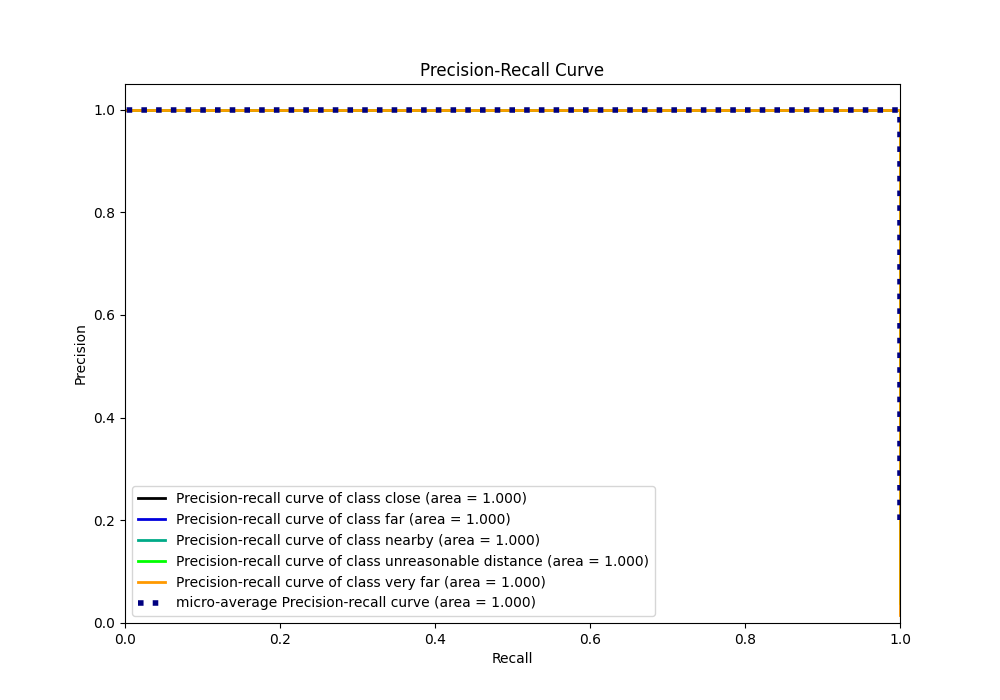 Precision-Recall Curve
1.0
0.8
0.6
0.4
0.2
0.0
Precision
Precision-recall curve of class close (area = 1.000)
Precision-recall curve of class far (area = 1.000)
Precision-recall curve of class nearby (area = 1.000)
Precision-recall curve of class unreasonable distance (area = 1.000)
Precision-recall curve of class very far (area = 1.000)
micro-average Precision-recall curve (area = 1.000)
0.0 0.2 0.4 0.6 0.8 1.0
Recall